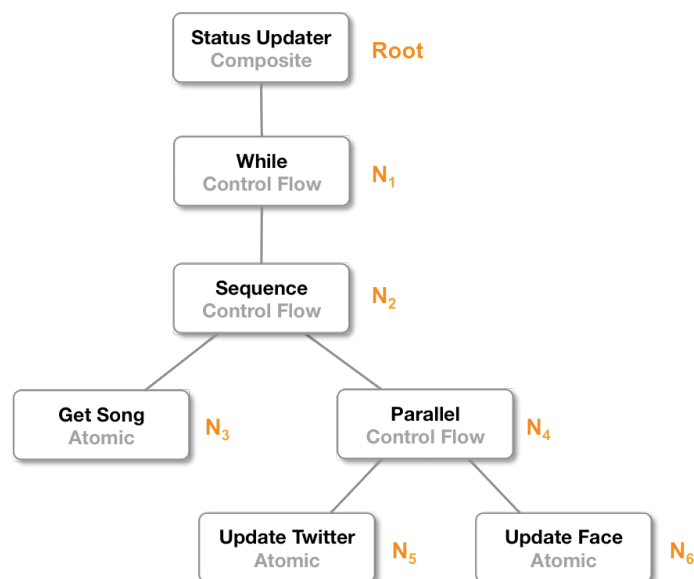 Status Updater
Composite
Root
While
Control Flow
N₁
Sequence
Control Flow
N₂
Get Song
Atomic
N₃
Parallel
Control Flow
N₄
Update Twitter
Atomic
N₅
Update Face
Atomic
N₆